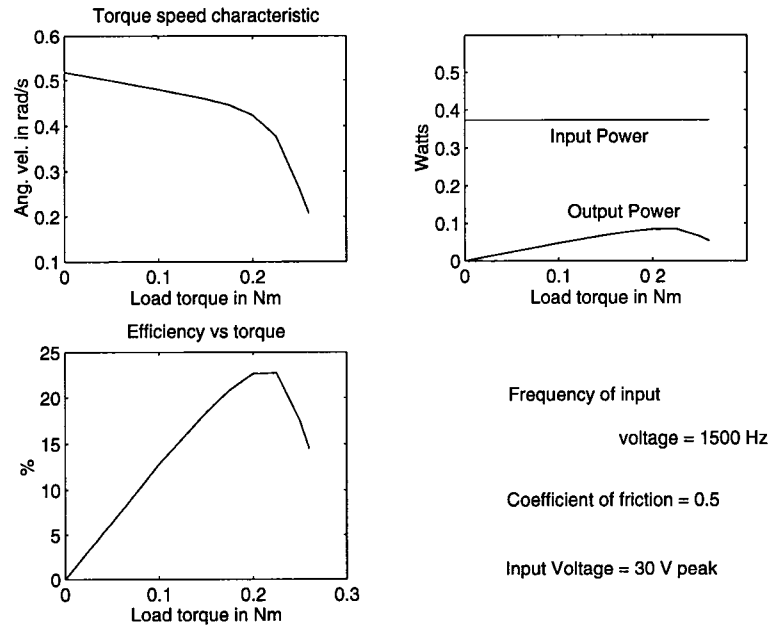 Torque speed characteristic
0.6
0.5
0.4
0.3
0.2
0.1
Ang. vel. in rad/s
0 0.1 0.2 0.3
Load torque in Nm
0.5
0.4
0.3
0.2
0.1
0
Watts
Input Power
Output Power
0 0.1 0 2
Load torque in Nm
Efficiency vs torque
25
20
15
10
5
0
%
0 0.1 0.2 0.3
Load torque in Nm
Frequency of input
voltage = 1500 Hz
Coefficient of friction = 0.5
Input Voltage = 30 V peak